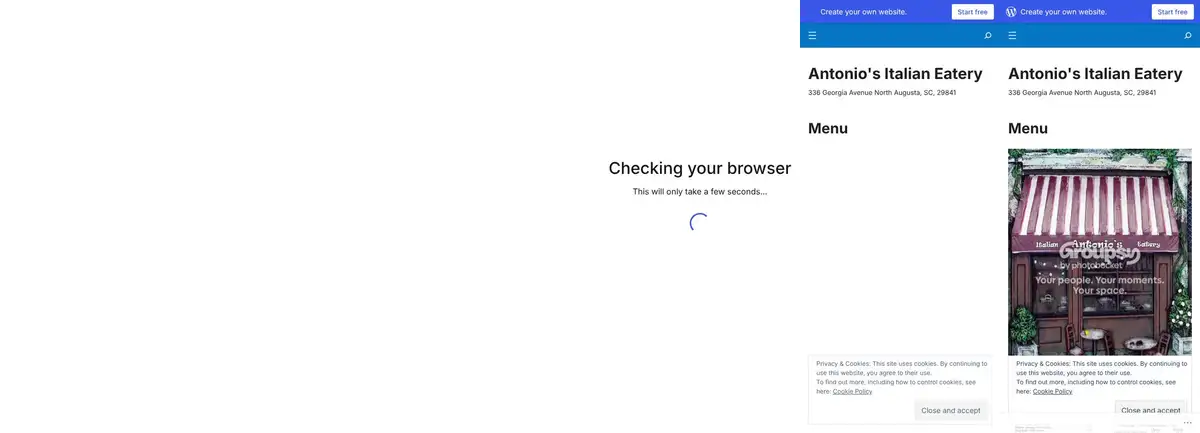 Checking your browser
This will only take a few seconds...
Create your own website.
Start free
Antonio's Italian Eatery
336 Georgia Avenue North Augusta, SC, 29841
Menu
Privacy & Cookies: This site uses cookies. By continuing to
use this website, you agree to their use.
To find out more, including how to control cookies, see
here: Cookie Policy
Close and accept
Create your own website.
Start free
Antonio's Italian Eatery
336 Georgia Avenue North Augusta, SC, 29841
Menu
Italian Antonio's Eatery
Groups
by photobucket
Your people. Your moments.
Your space.
Privacy & Cookies: This site uses cookies. By continuing to
use this website, you agree to their use.
To find out more, including how to control cookies, see
here: Cookie Policy
Close and accept